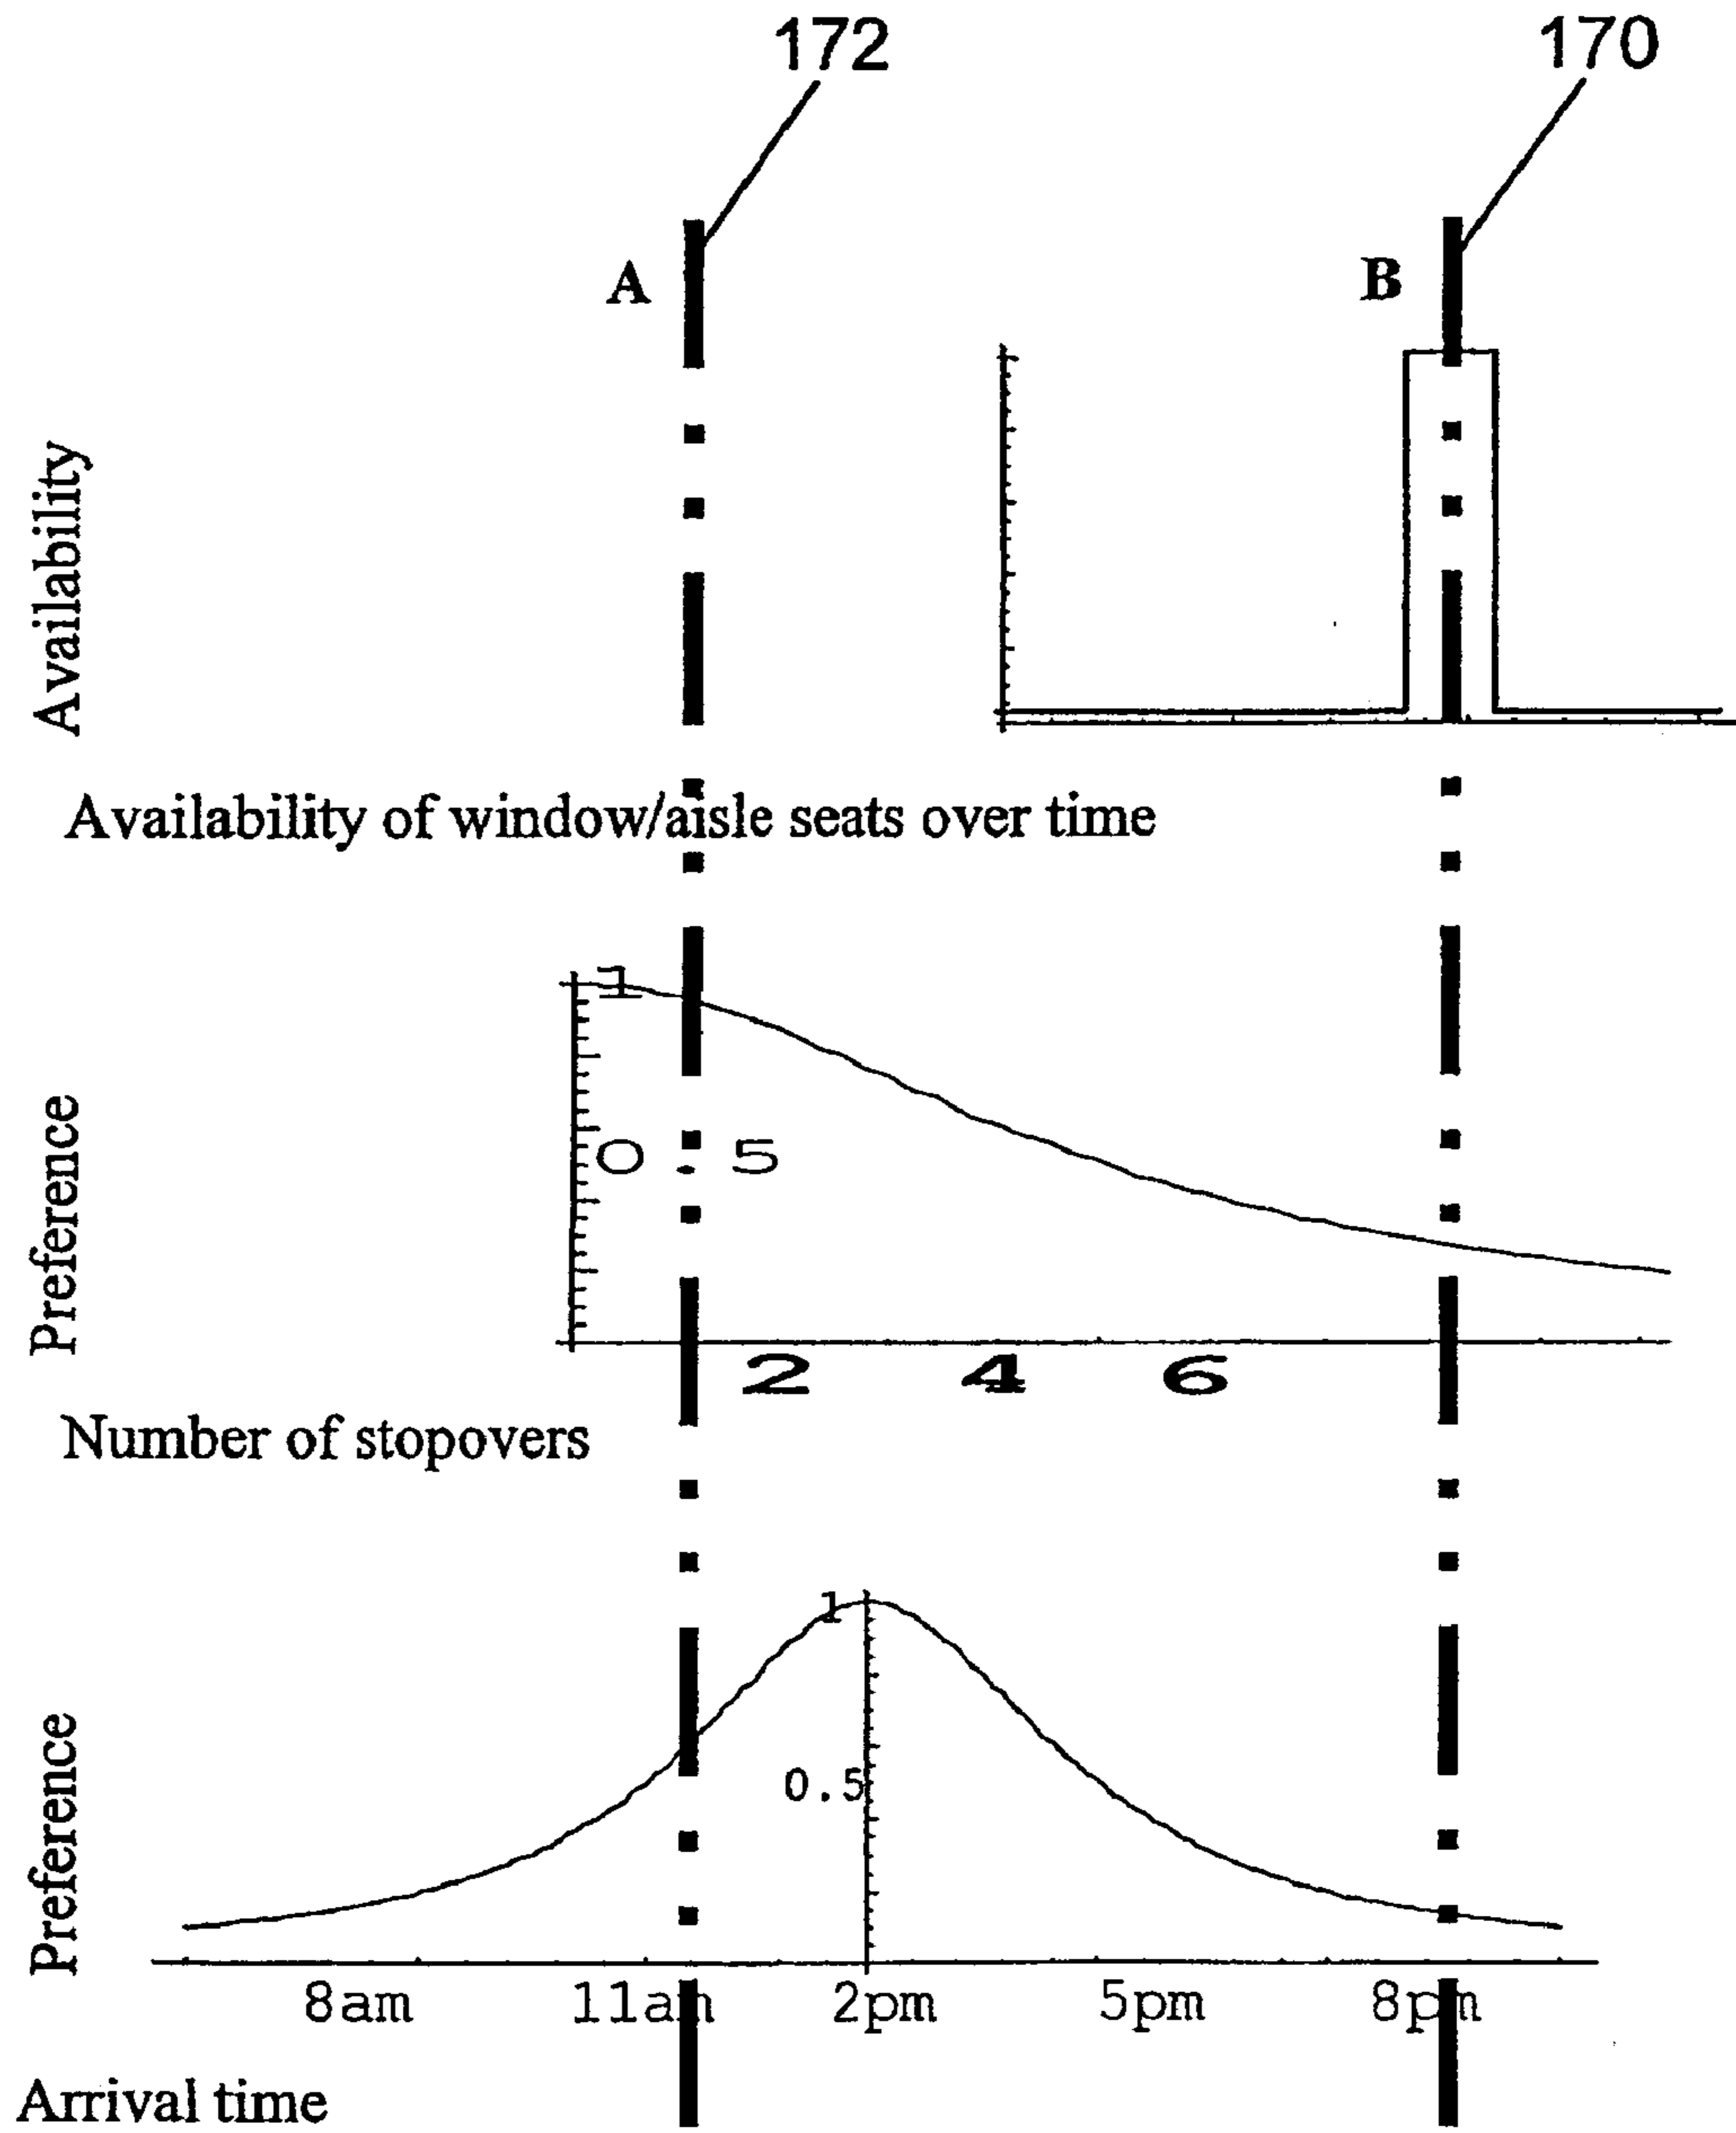 172 170
A B
Availability
Availability of window/aisle seats over time
1
0.5
Preference
2 4 6
Number of stopovers
1
0.5
Preference
8am 11am 2pm 5pm 8pm
Arrival time